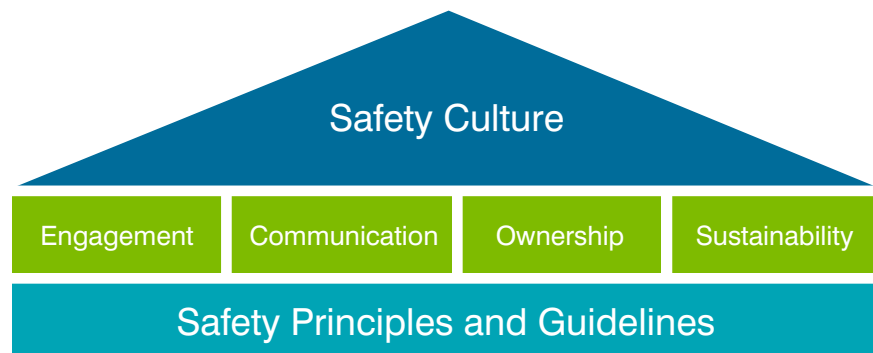 Safety Culture
Engagement
Communication
Ownership
Sustainability
Safety Principles and Guidelines